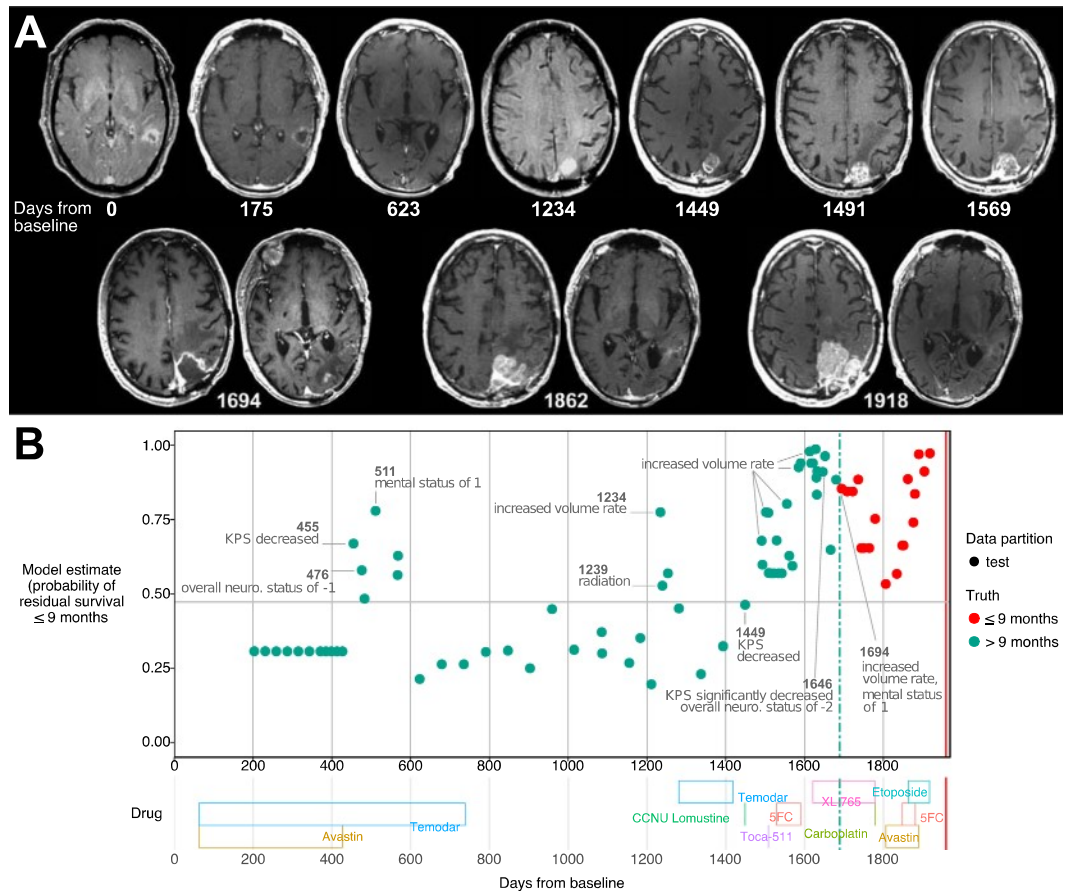 A
Days from
baseline
0 175 623 1234 1449 1491 1569
1694 1862 1918
B
Model estimate
(probability of
residual survival
≤ 9 months
1.00
0.75
0.50
0.25
0.00
511
mental status of 1
455
KPS decreased
476
overall neuro. status of -1
increased volume rate
1234
increased volume rate
1239
radiation
1449
KPS
decreased
1646
KPS significantly decreased
overall neuro. status of -2
1694
increased
volume rate,
mental status
of 1
0 200 400 600 800 1000 1200 1400 1600 1800
Data partition
test
Truth
≤ 9 months
> 9 months
Drug
Temodar
Avastin
Temodar
CCNU Lomustine
5FC
Toca-511
XL765
Carboplatin
Etoposide
5FC
Avastin
0 200 400 600 800 1000 1200 1400 1600 1800
Days from baseline